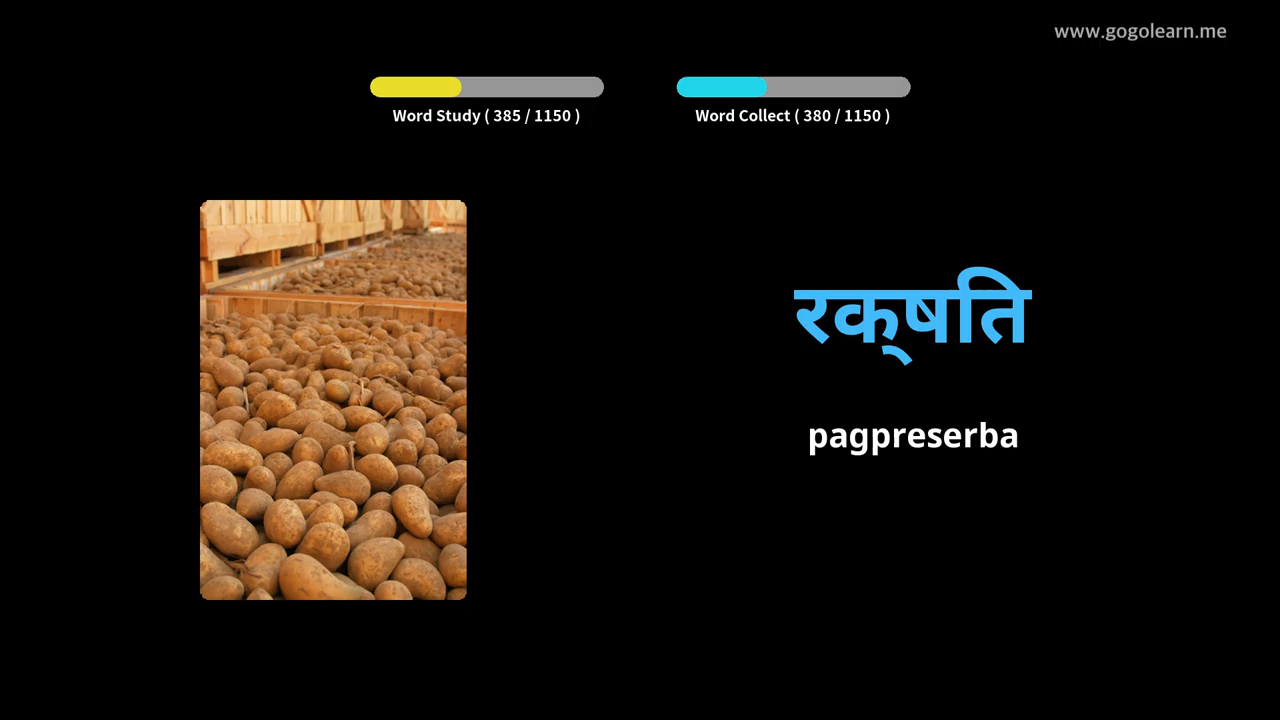 www.gogolearn.me
Word Study ( 385 / 1150 )
Word Collect ( 380 / 1150 )
रक्षति
pagpreserba